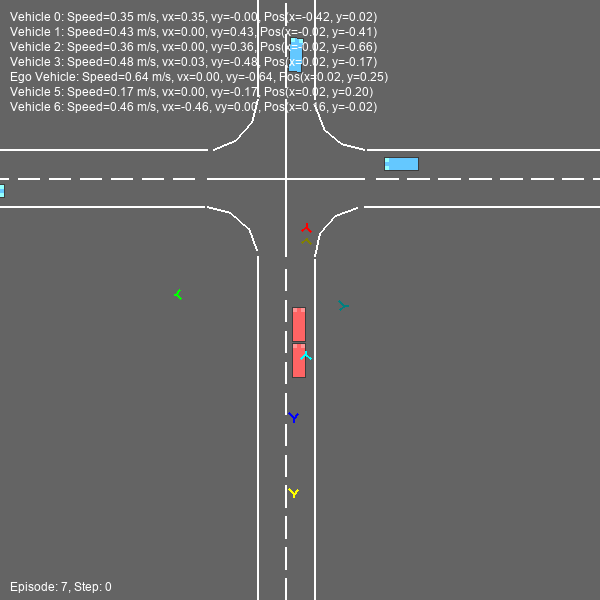 Vehicle 0: Speed=0.35 m/s, vx=0.35, vy=-0.00, Pos(x=-0.42, y=0.02)
Vehicle 1: Speed=0.43 m/s, vx=0.00, vy=0.43, Pos(x=-0.02, y=-0.41)
Vehicle 2: Speed=0.36 m/s, vx=0.00, vy=0.36, Pos(x=-0.02, y=-0.66)
Vehicle 3: Speed=0.48 m/s, vx=0.03, vy=-0.48, Pos(x=0.02, y=-0.17)
Ego Vehicle: Speed=0.64 m/s, vx=0.00, vy=-0.64, Pos(x=0.02, y=0.25)
Vehicle 5: Speed=0.17 m/s, vx=0.00, vy=-0.17, Pos(x=0.02, y=0.20)
Vehicle 6: Speed=0.46 m/s, vx=-0.46, vy=0.00, Pos(x=0.16, y=-0.02)
Episode: 7, Step: 0